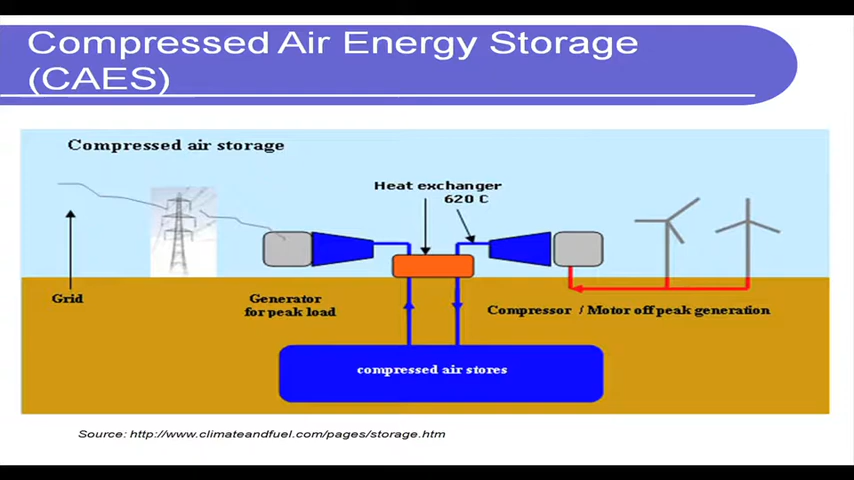 Compressed Air Energy Storage
(CAES)
Compressed air storage
Heat exchanger
620 C
Grid
Generator
for peak load
Compressor / Motor off peak generation
compressed air stores
Source: http://www.climateandfuel.com/pages/storage.htm